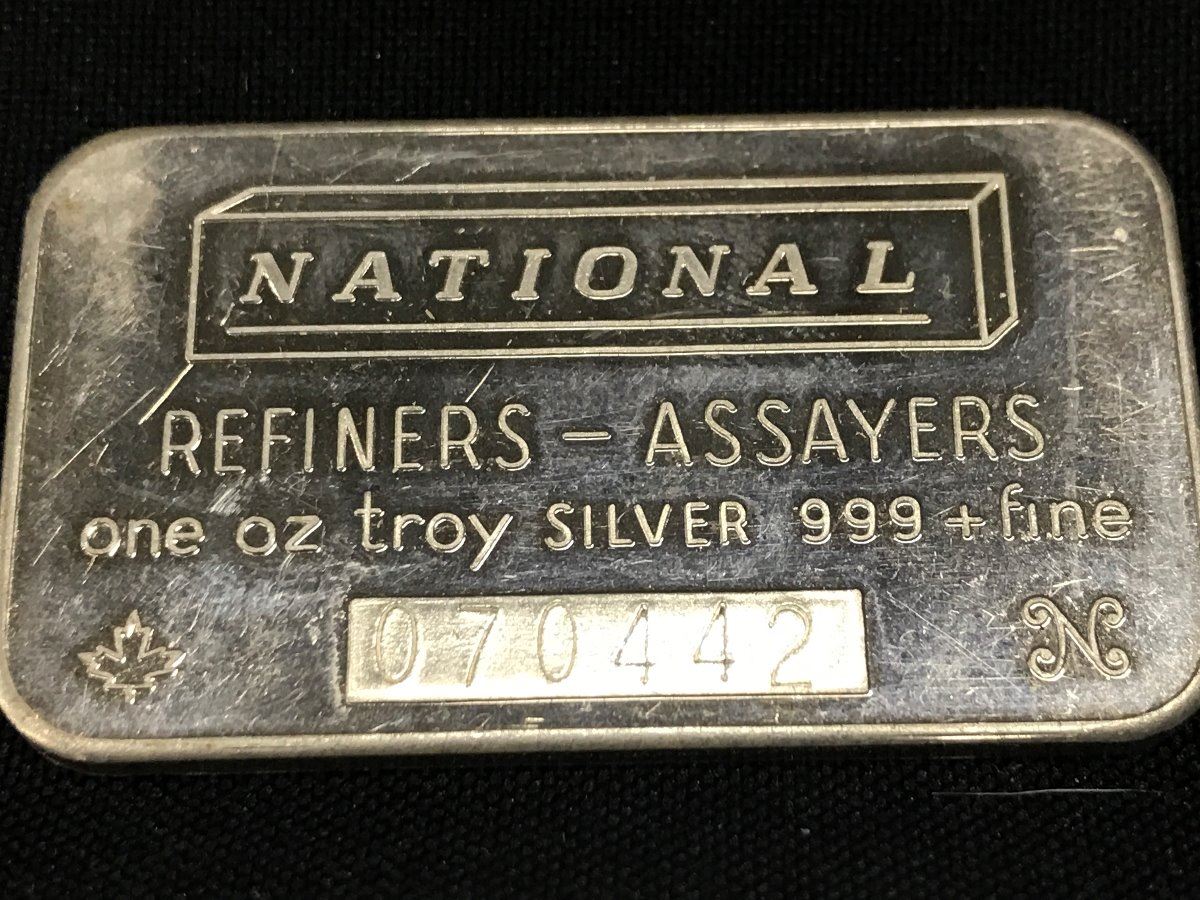 NATIONAL
REFINERS – ASSAYERS
one oz troy SILVER 999 + fine
070442
N